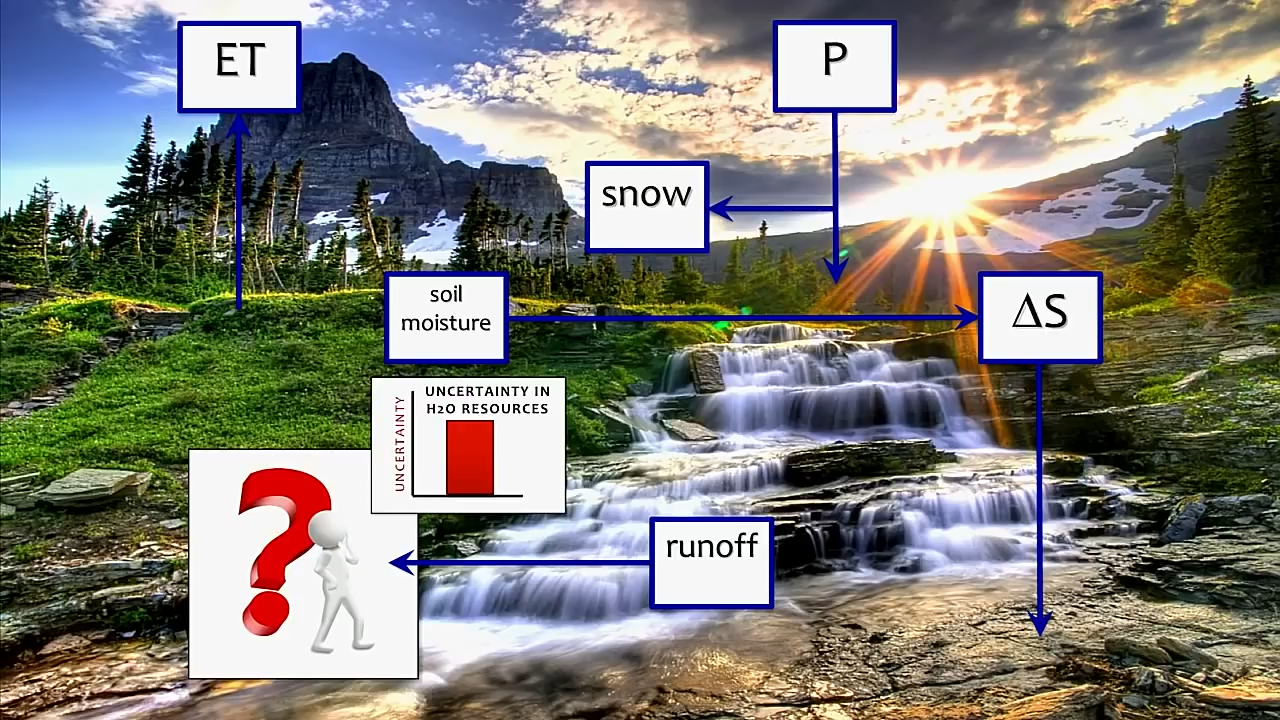 ET
P
snow
soil
moisture
ΔS
UNCERTAINTY IN
H2O RESOURCES
UNCERTAINTY
runoff
?